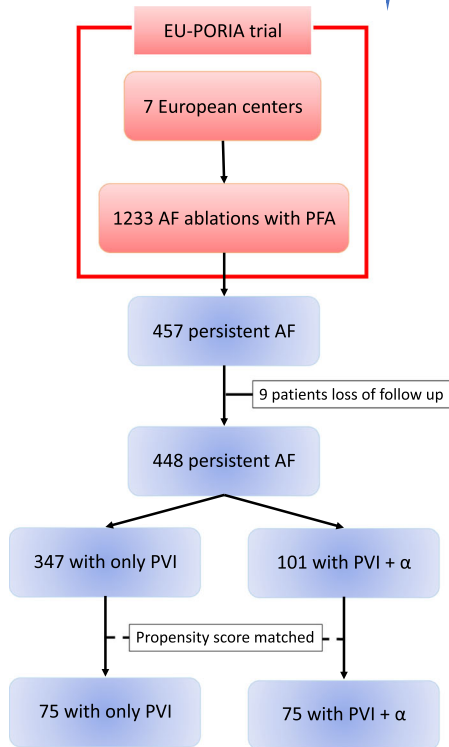 EU-PORIA trial
7 European centers
1233 AF ablations with PFA
457 persistent AF
9 patients loss of follow up
448 persistent AF
347 with only PVI
101 with PVI + α
Propensity score matched
75 with only PVI
75 with PVI + α